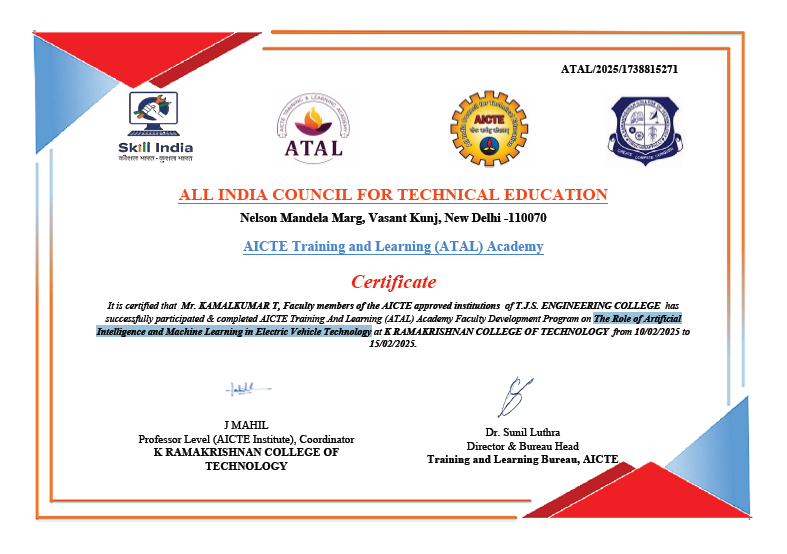 ATAL/2025/1738815271
Skill India
कौशल भारत - कुशल भारत
AICTE TRAINING & LEARNING ACADEMY
ATAL
AICTE
ALL INDIA COUNCIL FOR TECHNICAL EDUCATION
Nelson Mandela Marg, Vasant Kunj, New Delhi -110070
AICTE Training and Learning (ATAL) Academy
Certificate
It is certified that Mr. KAMALKUMAR T, Faculty members of the AICTE approved institutions of T.J.S. ENGINEERING COLLEGE has
successfully participated & completed AICTE Training And Learning (ATAL) Academy Faculty Development Program on The Role of Artificial
Intelligence and Machine Learning in Electric Vehicle Technology at K RAMAKRISHNAN COLLEGE OF TECHNOLOGY from 10/02/2025 to
15/02/2025.
J MAHIL
Professor Level (AICTE Institute), Coordinator
K RAMAKRISHNAN COLLEGE OF
TECHNOLOGY
Dr. Sunil Luthra
Director & Bureau Head
Training and Learning Bureau, AICTE